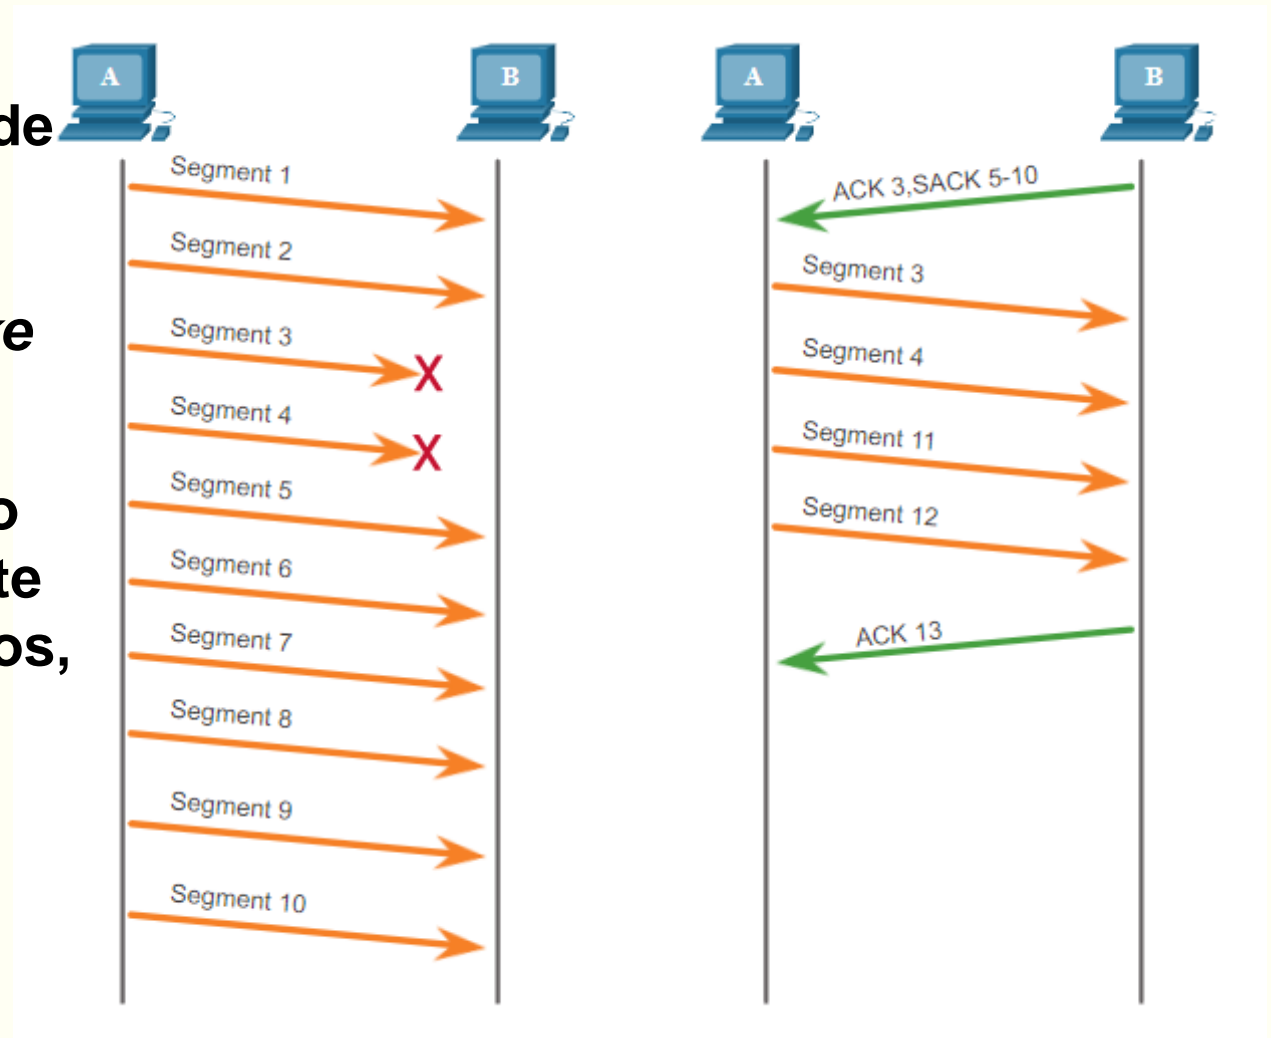 de
ke
o
te
os,
A
B
Segment 1
Segment 2
Segment 3
X
Segment 4
X
Segment 5
Segment 6
Segment 7
Segment 8
Segment 9
Segment 10
A
B
ACK 3,SACK 5-10
Segment 3
Segment 4
Segment 11
Segment 12
ACK 13